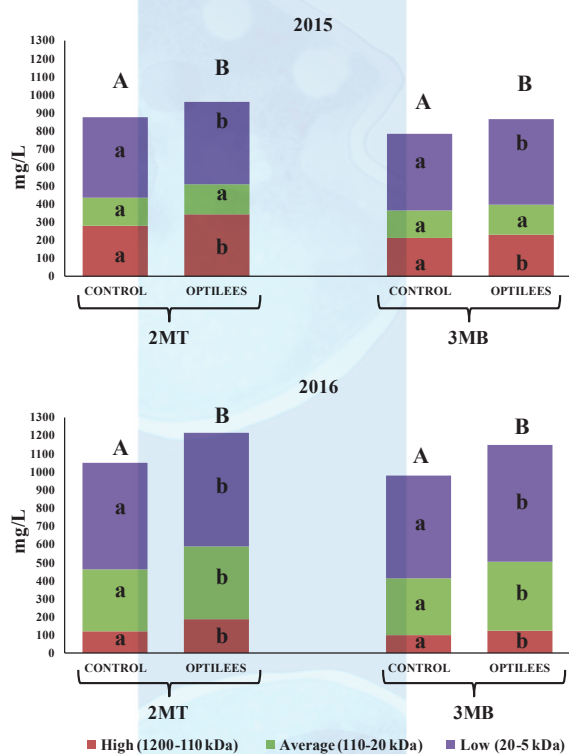 2015
1300
1200
1100
1000
900
800
700
600
500
400
300
200
100
0
mg/L
A B A B
a b a b
a a a a
a b a b
CONTROL OPTILEES CONTROL OPTILEES
2MT 3MB
2016
1300
1200
1100
1000
900
800
700
600
500
400
300
200
100
0
mg/L
A B A B
a b a b
a b a b
a b a b
CONTROL OPTILEES CONTROL OPTILEES
2MT 3MB
High (1200-110 kDa) Average (110-20 kDa) Low (20-5 kDa)